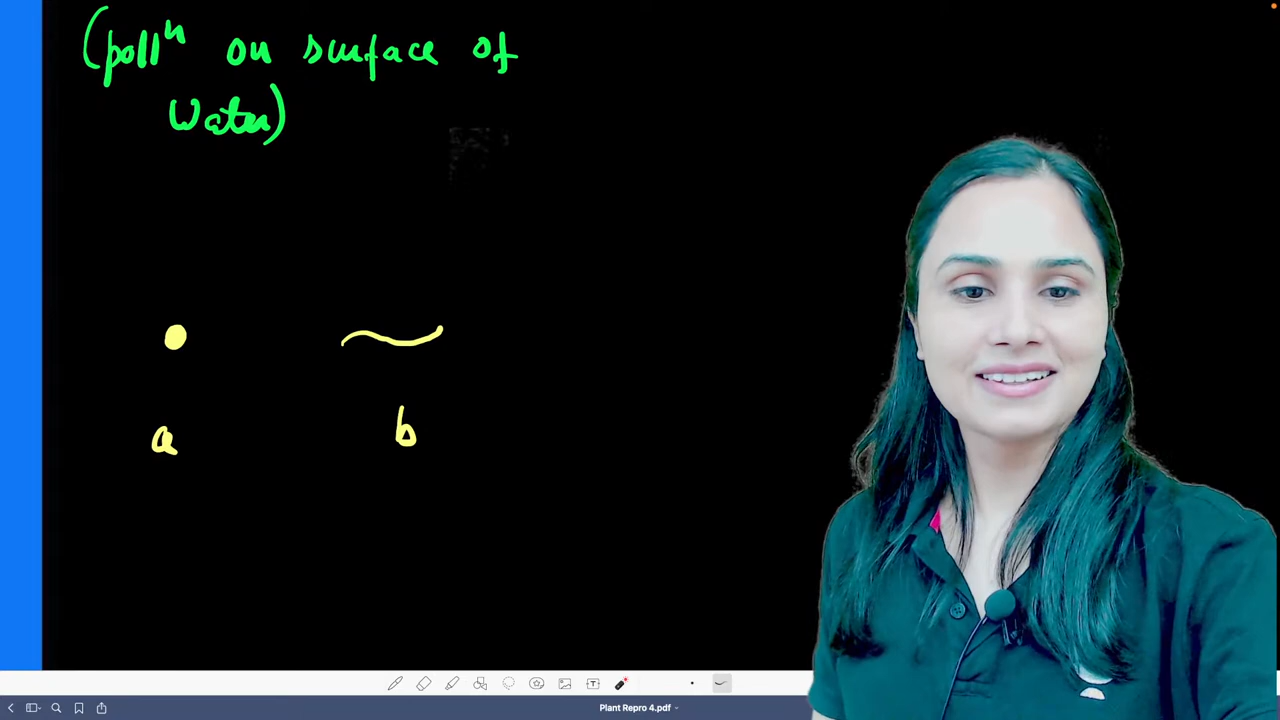 (pollⁿ on surface of
Water)
a
b
Plant Repro 4.pdf